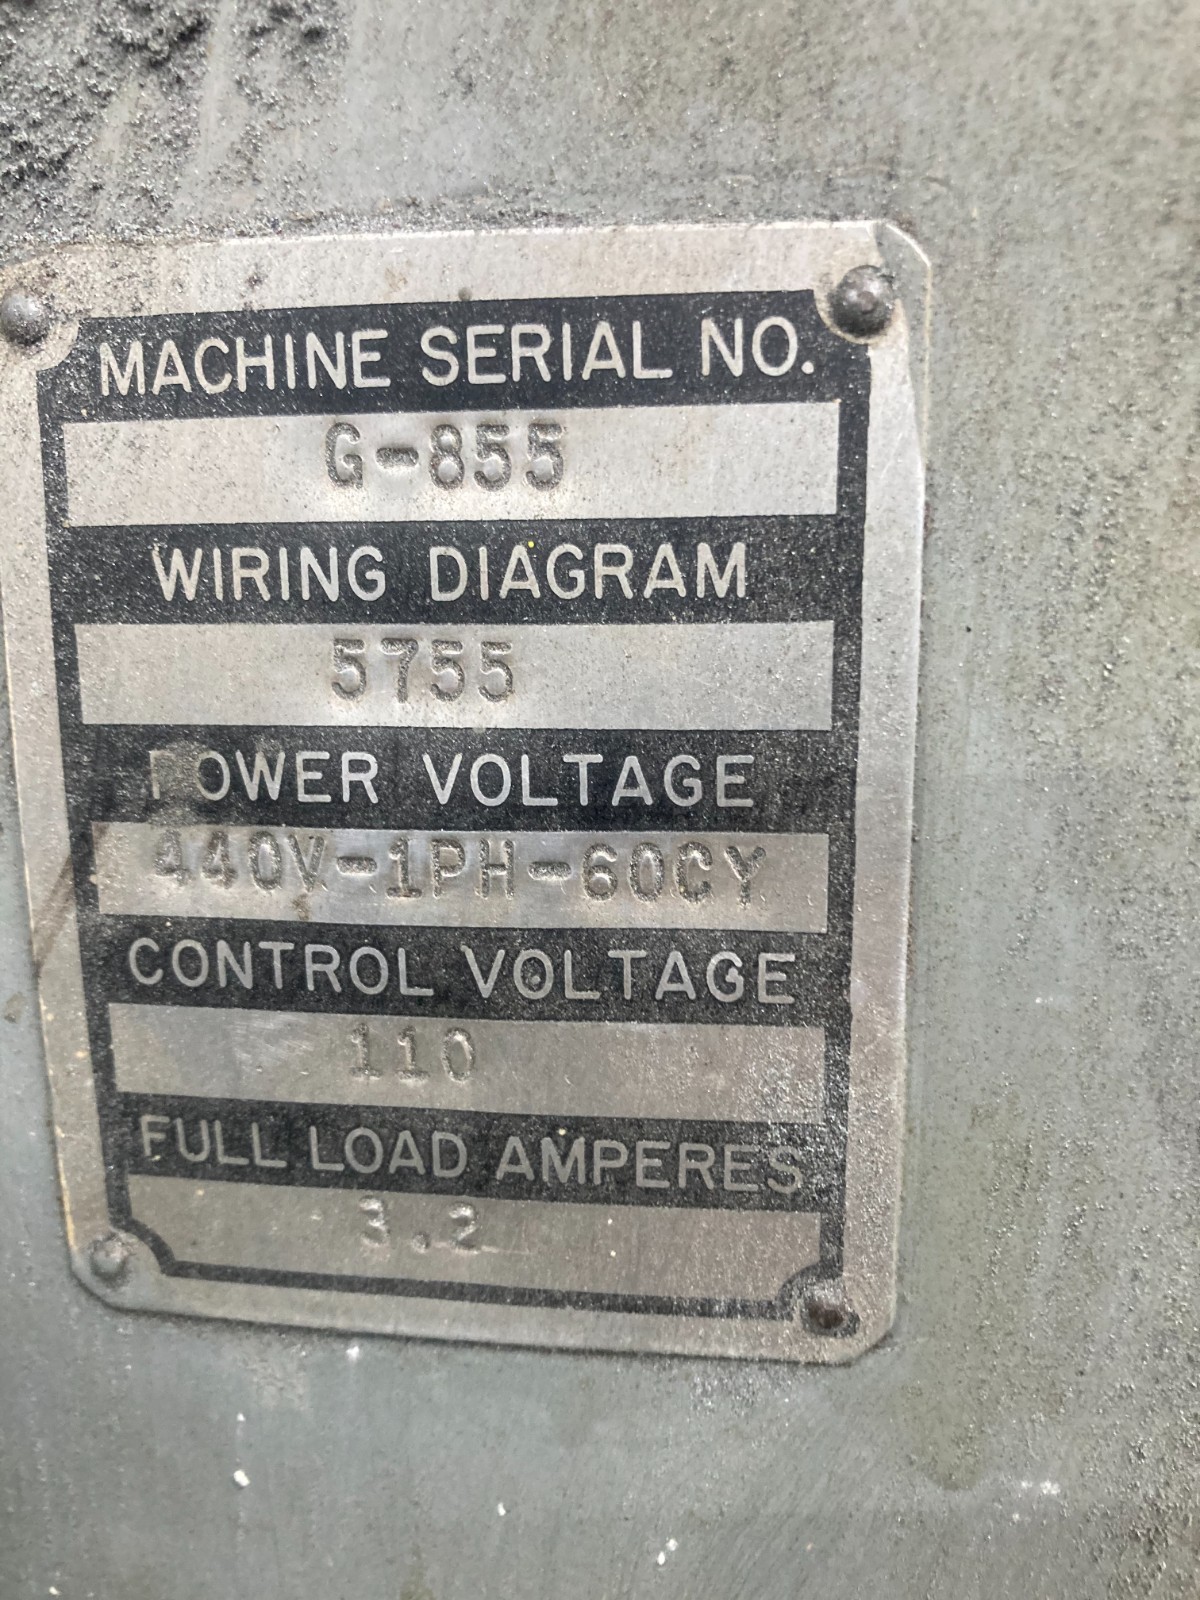 MACHINE SERIAL NO.
G-855
WIRING DIAGRAM
5755
POWER VOLTAGE
440V-1PH-60CY
CONTROL VOLTAGE
110
FULL LOAD AMPERES
3.2